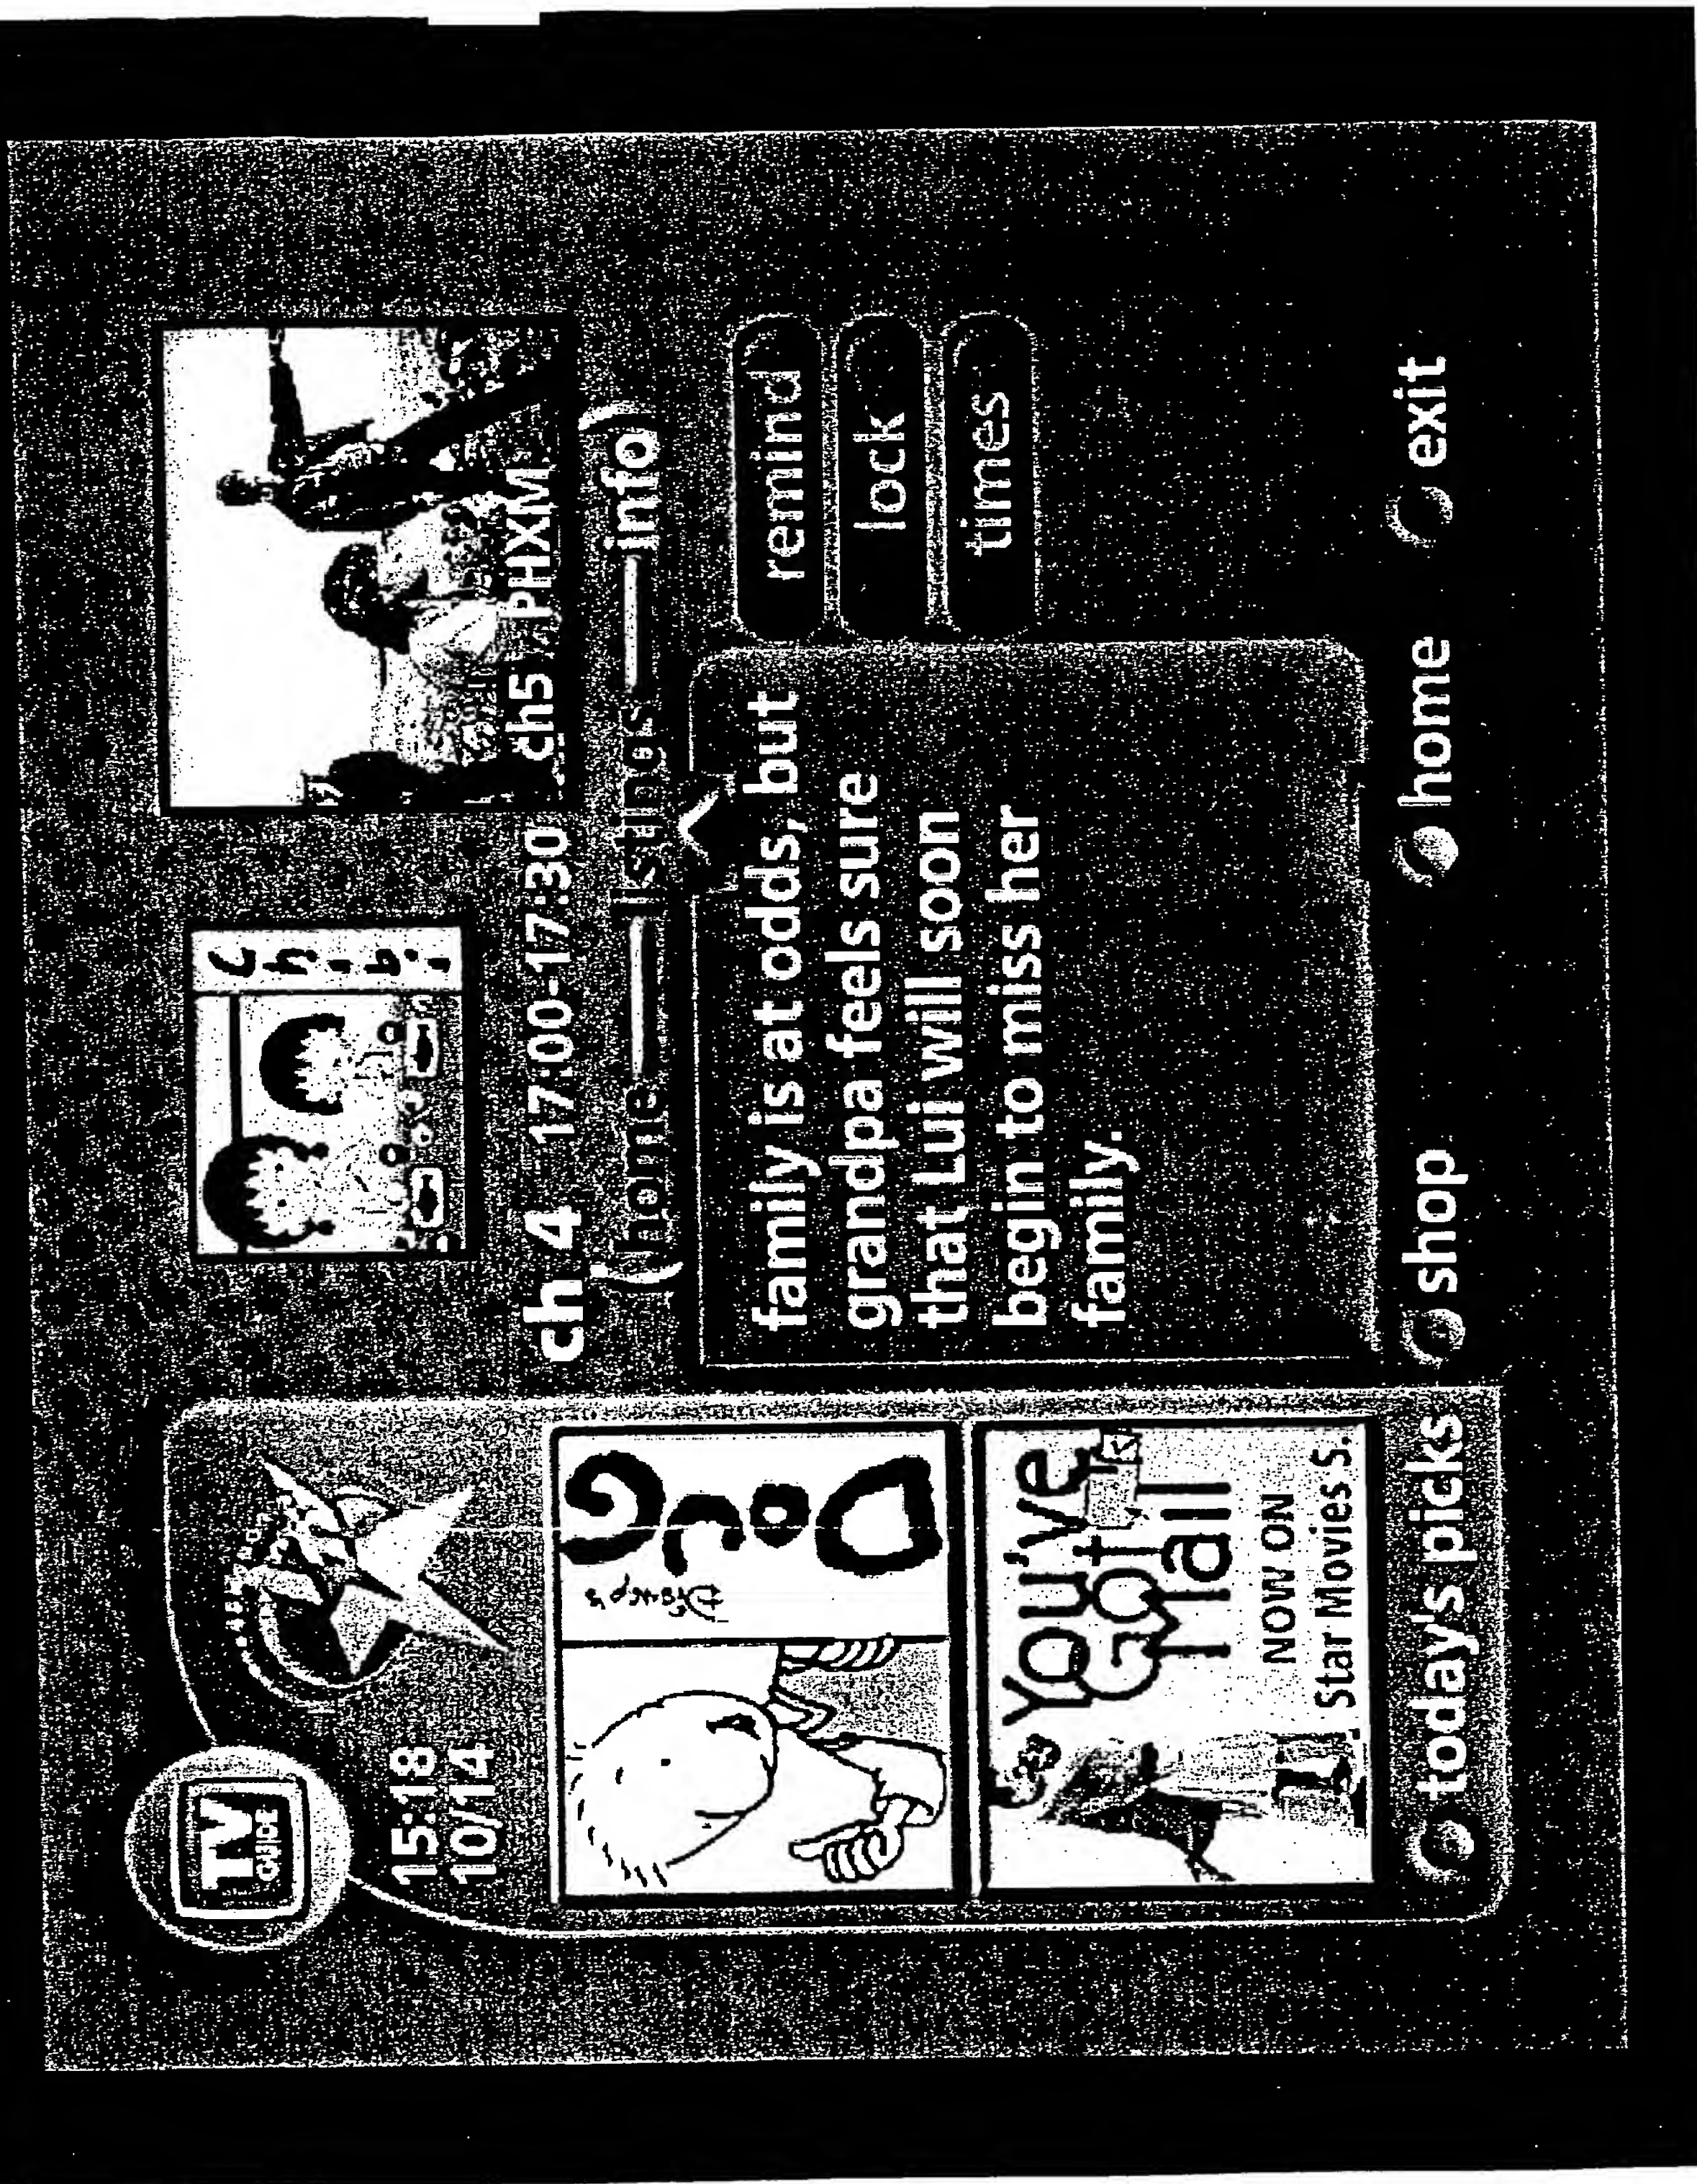 TV
GUIDE
15:18
10/14
DoCG
You've
Got
Mail
NOW ON
Star Movies S.
Chibi
ch 4 17:00-17:30
ch5 PHXM
home
listings
info
family is at odds, but
grandpa feels sure
that Lui will soon
begin to miss her
family.
remind
lock
times
today's picks
shop
home
exit